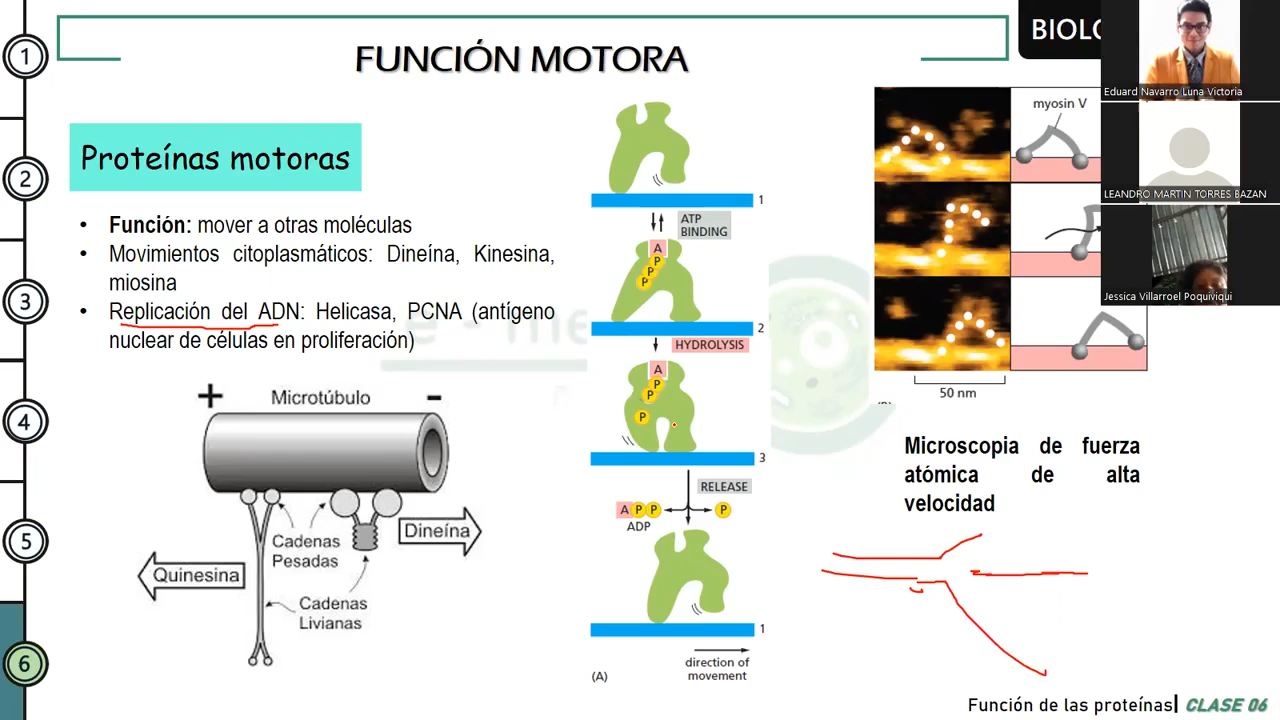 1
2
3
4
5
6
FUNCIÓN MOTORA
BIOLO
Proteínas motoras
• Función: mover a otras moléculas
• Movimientos citoplasmáticos: Dineína, Kinesina,
miosina
• Replicación del ADN: Helicasa, PCNA (antígeno
nuclear de células en proliferación)
+ Microtúbulo -
Cadenas
Pesadas
Dineína
Quinesina
Cadenas
Livianas
1
ATP
BINDING
A
P
P
P
2
HYDROLYSIS
A
P
P
P
3
RELEASE
A P P
P
ADP
1
direction of
movement
(A)
myosin V
50 nm
Microscopia de fuerza
atómica de alta
velocidad
Eduard Navarro Luna Victoria
LEANDRO MARTIN TORRES BAZAN
Jessica Villarroel Poquiviqui
Función de las proteínas| CLASE 06